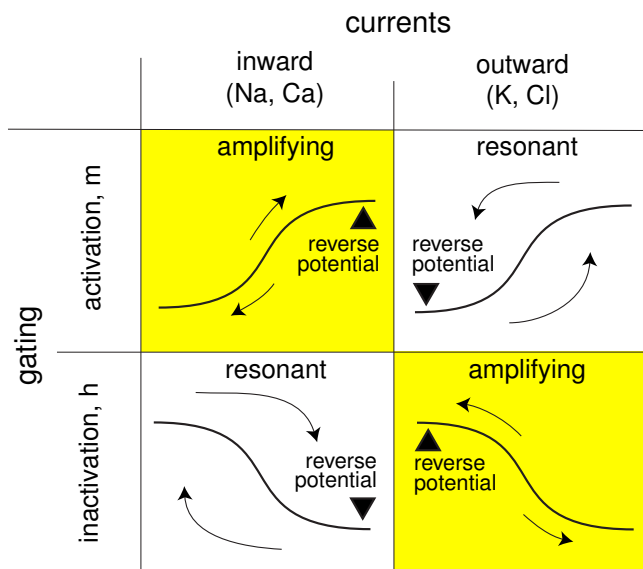 currents
inward
(Na, Ca)
outward
(K, Cl)
gating
activation, m
amplifying
reverse
potential
resonant
reverse
potential
inactivation, h
resonant
reverse
potential
amplifying
reverse
potential